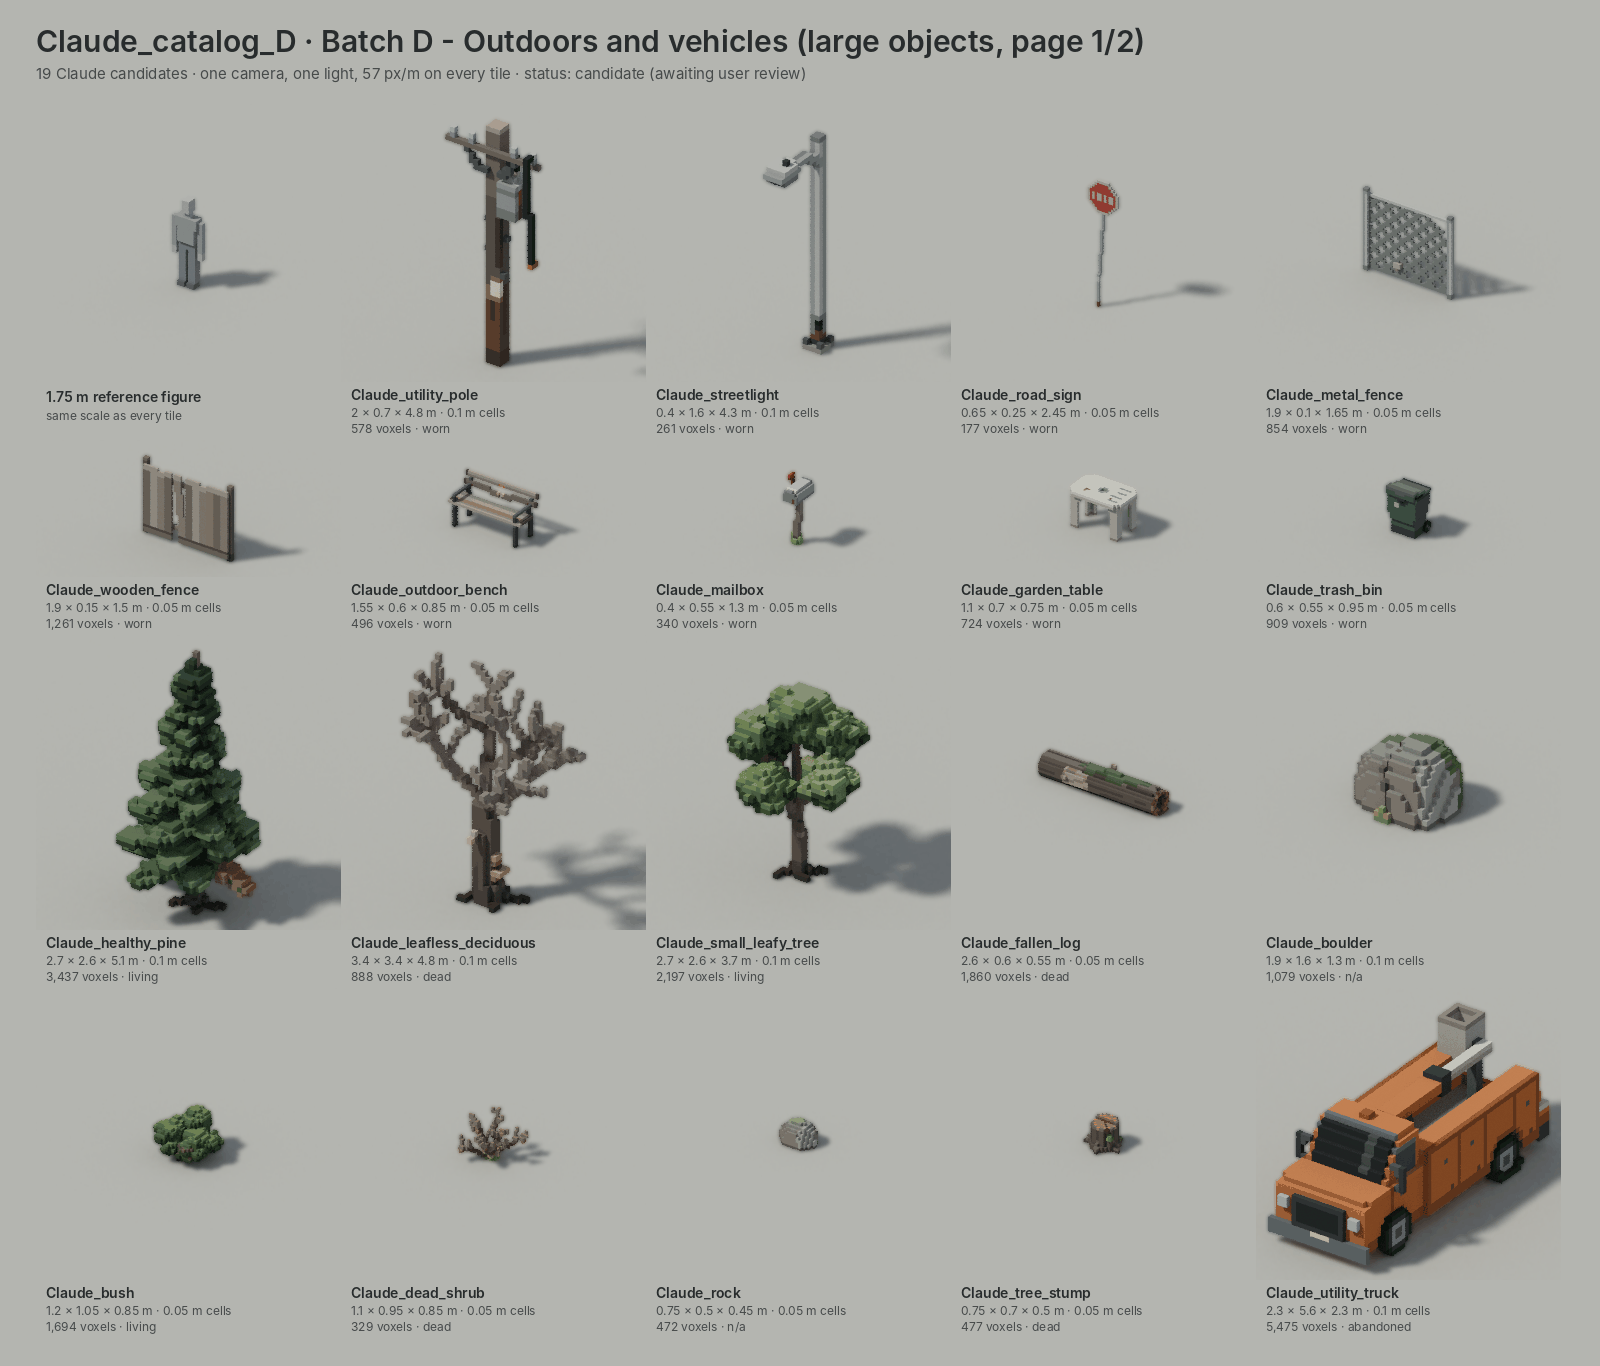 Claude_catalog_D · Batch D - Outdoors and vehicles (large objects, page 1/2)
19 Claude candidates · one camera, one light, 57 px/m on every tile · status: candidate (awaiting user review)
1.75 m reference figure
same scale as every tile
Claude_utility_pole
2 × 0.7 × 4.8 m · 0.1 m cells
578 voxels · worn
Claude_streetlight
0.4 × 1.6 × 4.3 m · 0.1 m cells
261 voxels · worn
Claude_road_sign
0.65 × 0.25 × 2.45 m · 0.05 m cells
177 voxels · worn
Claude_metal_fence
1.9 × 0.1 × 1.65 m · 0.05 m cells
854 voxels · worn
Claude_wooden_fence
1.9 × 0.15 × 1.5 m · 0.05 m cells
1,261 voxels · worn
Claude_outdoor_bench
1.55 × 0.6 × 0.85 m · 0.05 m cells
496 voxels · worn
Claude_mailbox
0.4 × 0.55 × 1.3 m · 0.05 m cells
340 voxels · worn
Claude_garden_table
1.1 × 0.7 × 0.75 m · 0.05 m cells
724 voxels · worn
Claude_trash_bin
0.6 × 0.55 × 0.95 m · 0.05 m cells
909 voxels · worn
Claude_healthy_pine
2.7 × 2.6 × 5.1 m · 0.1 m cells
3,437 voxels · living
Claude_leafless_deciduous
3.4 × 3.4 × 4.8 m · 0.1 m cells
888 voxels · dead
Claude_small_leafy_tree
2.7 × 2.6 × 3.7 m · 0.1 m cells
2,197 voxels · living
Claude_fallen_log
2.6 × 0.6 × 0.55 m · 0.05 m cells
1,860 voxels · dead
Claude_boulder
1.9 × 1.6 × 1.3 m · 0.1 m cells
1,079 voxels · n/a
Claude_bush
1.2 × 1.05 × 0.85 m · 0.05 m cells
1,694 voxels · living
Claude_dead_shrub
1.1 × 0.95 × 0.85 m · 0.05 m cells
329 voxels · dead
Claude_rock
0.75 × 0.5 × 0.45 m · 0.05 m cells
472 voxels · n/a
Claude_tree_stump
0.75 × 0.7 × 0.5 m · 0.05 m cells
477 voxels · dead
Claude_utility_truck
2.3 × 5.6 × 2.3 m · 0.1 m cells
5,475 voxels · abandoned